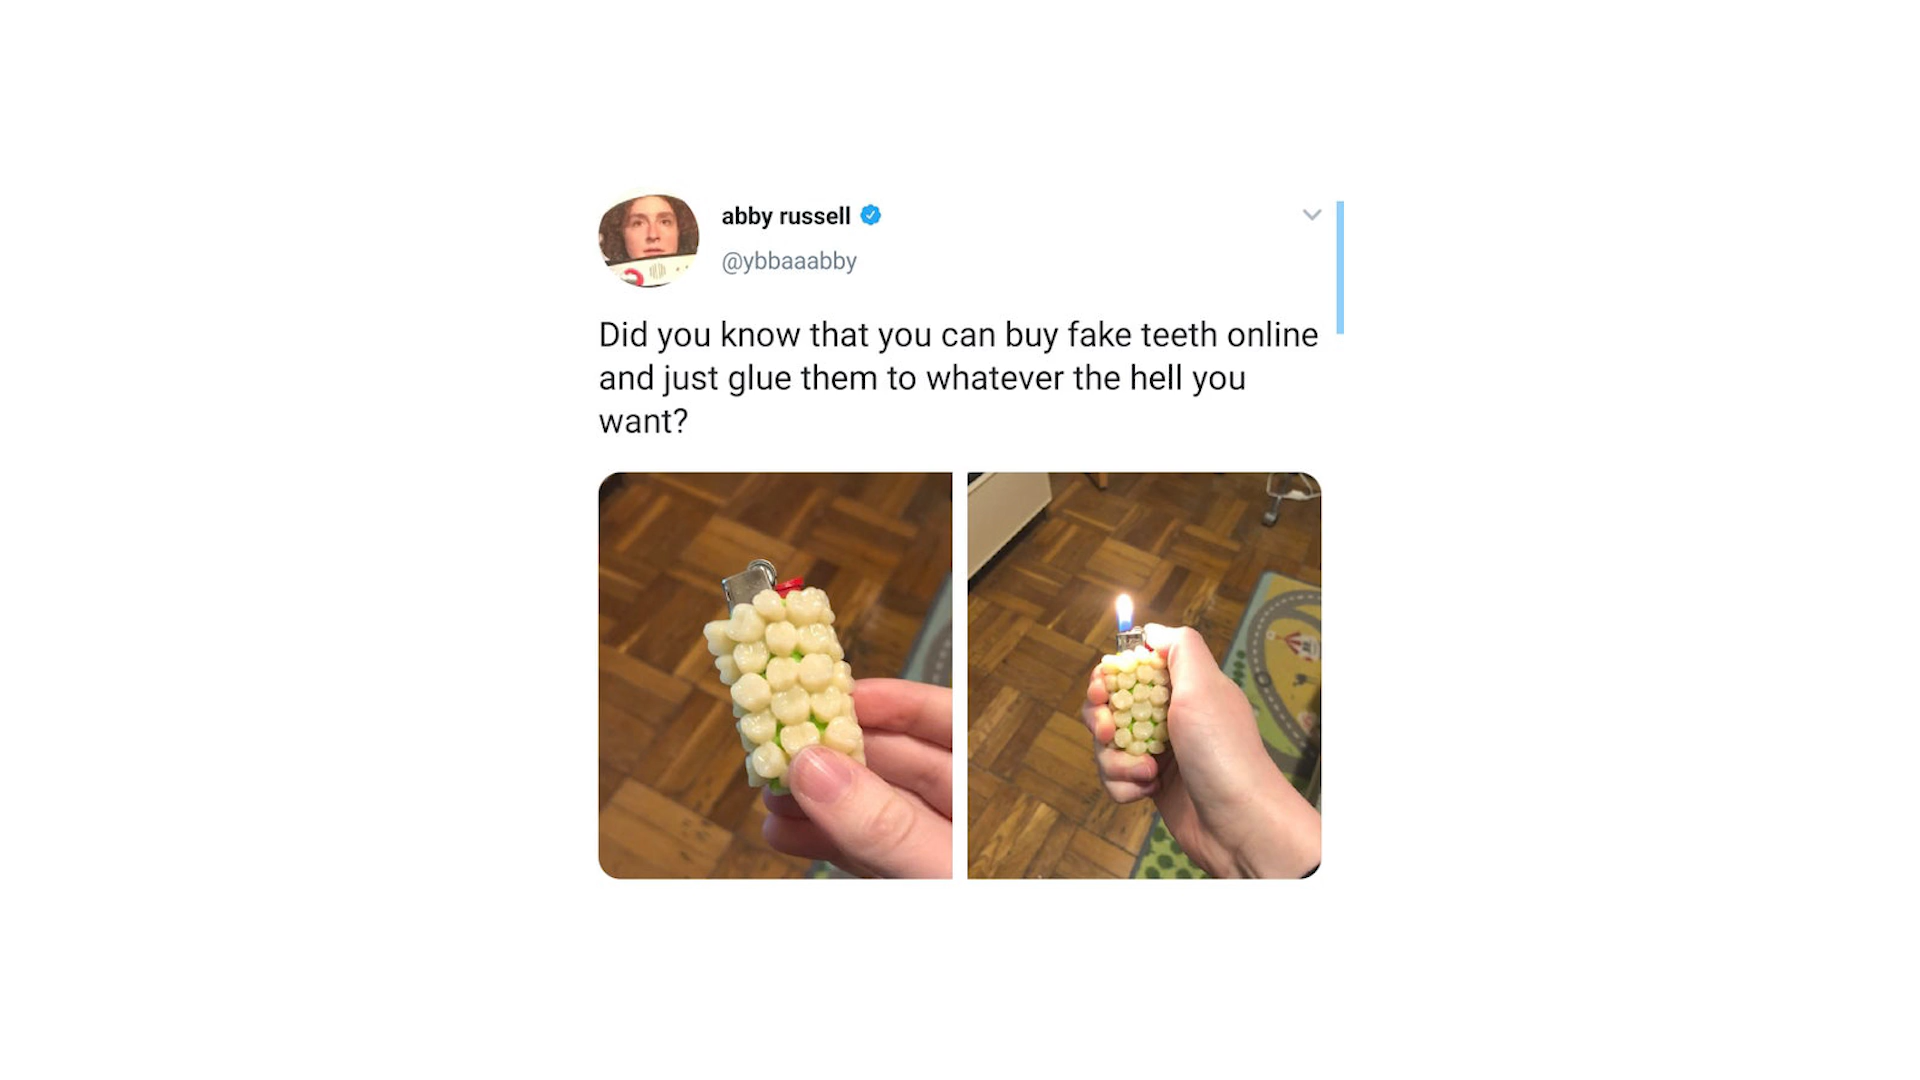 abby russell
@ybbaaabby
Did you know that you can buy fake teeth online
and just glue them to whatever the hell you
want?